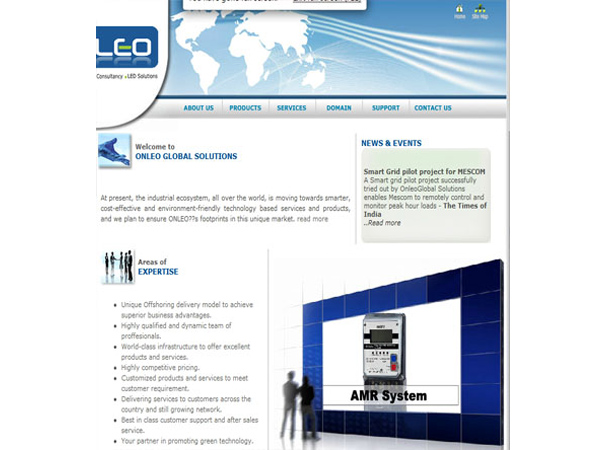 Home
Site Map
LEO
Consultancy LED Solutions
ABOUT US
PRODUCTS
SERVICES
DOMAIN
SUPPORT
CONTACT US
Welcome to
ONLEO GLOBAL SOLUTIONS
At present, the industrial ecosystem, all over the world, is moving towards smarter,
cost-effective and environment-friendly technology based services and products,
and we plan to ensure ONLEO??s footprints in this unique market. read more
NEWS & EVENTS
Smart Grid pilot project for MESCOM
A Smart grid pilot project successfully
tried out by OnleoGlobal Solutions
enables Mescom to remotely control and
monitor peak hour loads - The Times of
India
..Read more
Areas of
EXPERTISE
Unique Offshoring delivery model to achieve
superior business advantages.
Highly qualified and dynamic team of
proffesionals.
World-class infrastructure to offer excellent
products and services.
Highly competitive pricing.
Customized products and services to meet
customer requirement.
Delivering services to customers across the
country and still growing network.
Best in class customer support and after sales
service.
Your partner in promoting green technology.
AMR System